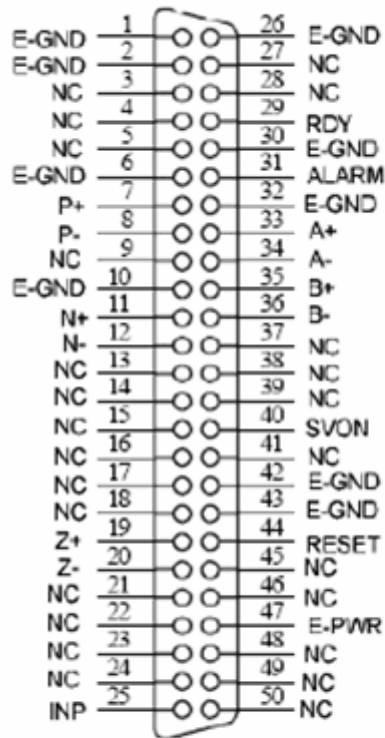 E-GND 1 26 E-GND
E-GND 2 27 NC
NC 3 28 NC
NC 4 29 RDY
NC 5 30 E-GND
E-GND 6 31 ALARM
P+ 7 32 E-GND
P- 8 33 A+
NC 9 34 A-
E-GND 10 35 B+
N+ 11 36 B-
N- 12 37 NC
NC 13 38 NC
NC 14 39 NC
NC 15 40 SVON
NC 16 41 NC
NC 17 42 E-GND
NC 18 43 E-GND
Z+ 19 44 RESET
Z- 20 45 NC
NC 21 46 NC
NC 22 47 E-PWR
NC 23 48 NC
NC 24 49 NC
INP 25 50 NC